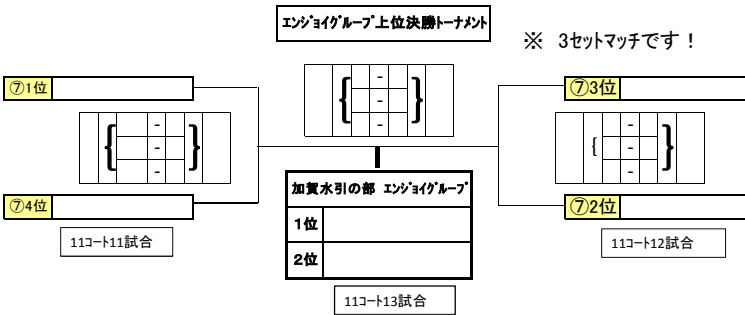 エンジョイグループ上位決勝トーナメント
※ 3セットマッチです！
⑦1位
⑦3位
{ - }
{ - }
{ - }
-
-
-
-
-
-
加賀水引の部 エンジョイグループ
⑦4位
⑦2位
1位
11コート11試合
11コート12試合
2位
11コート13試合